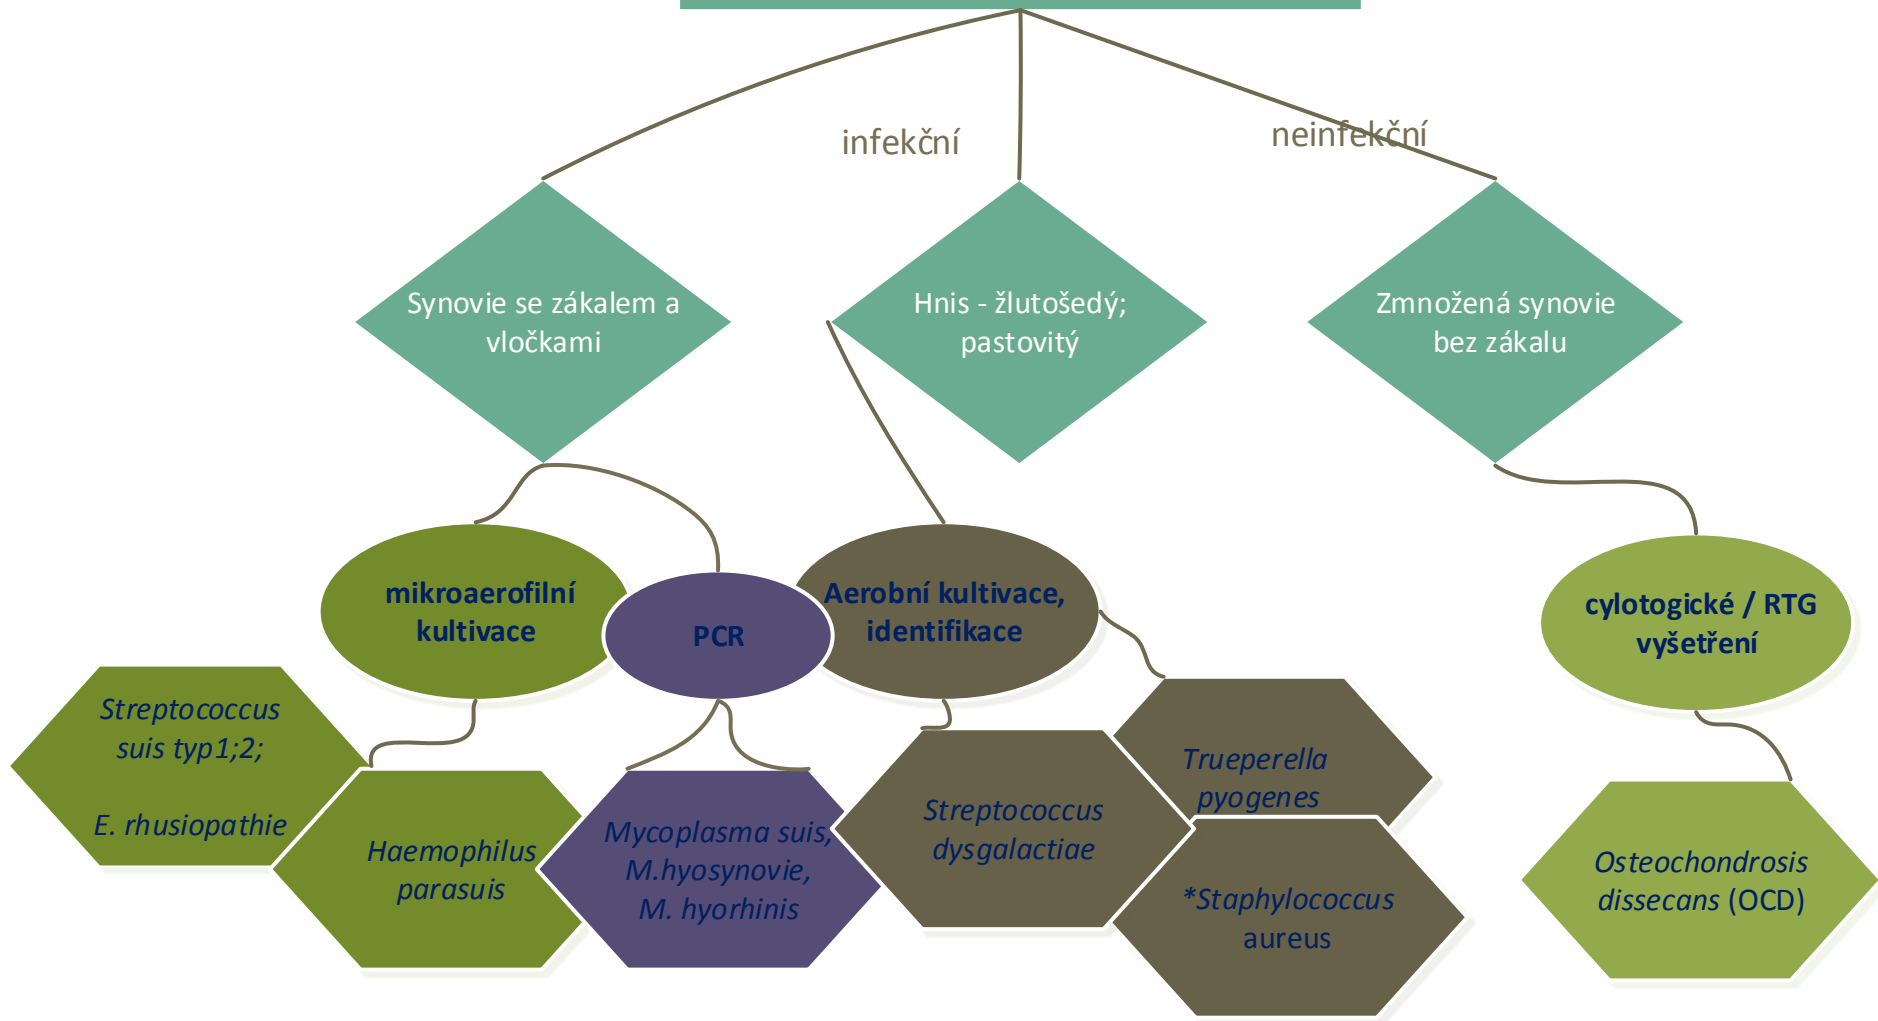 infekční
neinfekční
Synovie se zákalem a
vločkami
Hnis - žlutošedý;
pastovitý
Zmnožená synovie
bez zákalu
mikroaerofilní
kultivace
PCR
Aerobní kultivace,
identifikace
cylotogické / RTG
vyšetření
Streptococcus
suis typ1;2;
E. rhusiopathie
Haemophilus
parasuis
Mycoplasma suis,
M.hyosynovie,
M. hyorhinis
Streptococcus
dysgalactiae
Trueperella
pyogenes
*Staphylococcus
aureus
Osteochondrosis
dissecans (OCD)